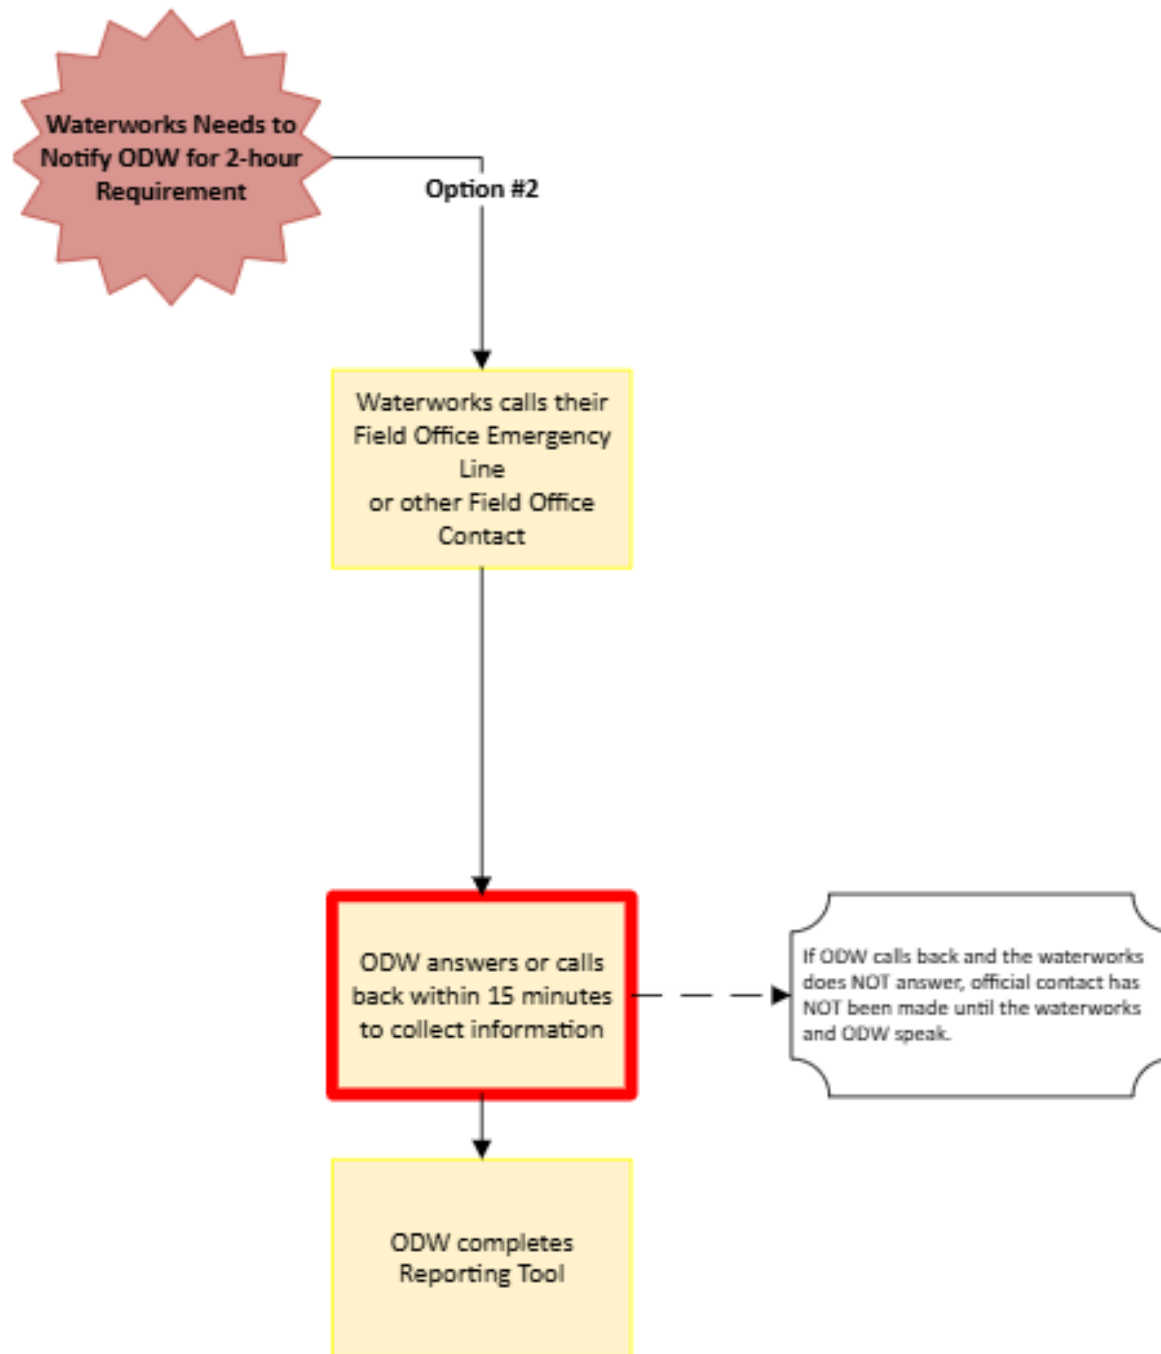 Waterworks Needs to
Notify ODW for 2-hour
Requirement
Option #2
Waterworks calls their
Field Office Emergency
Line
or other Field Office
Contact
ODW answers or calls
back within 15 minutes
to collect information
If ODW calls back and the waterworks
does NOT answer, official contact has
NOT been made until the waterworks
and ODW speak.
ODW completes
Reporting Tool